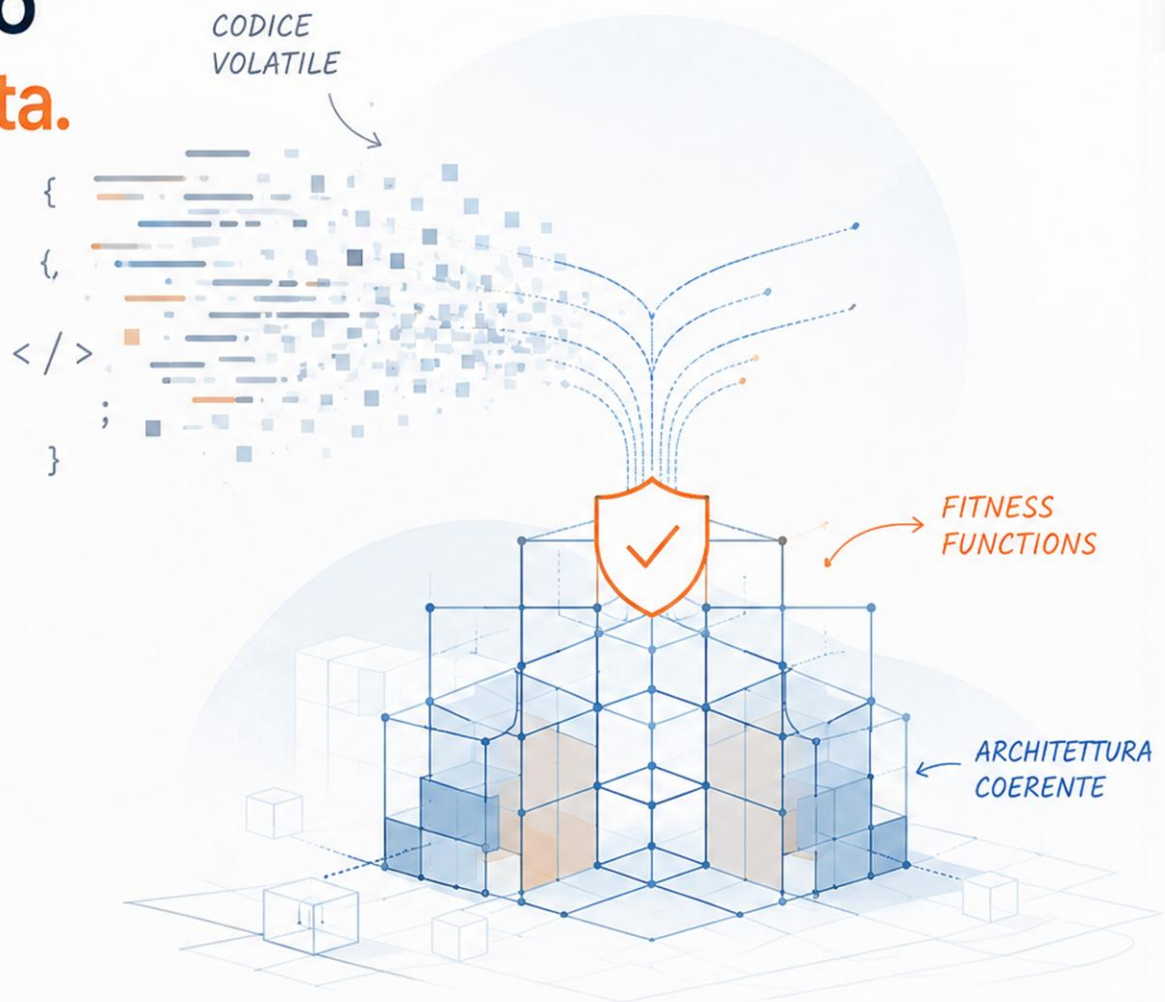 o
ta.
CODICE
VOLATILE
{
{,
< / >
;
}
FITNESS
FUNCTIONS
ARCHITETTURA
COERENTE